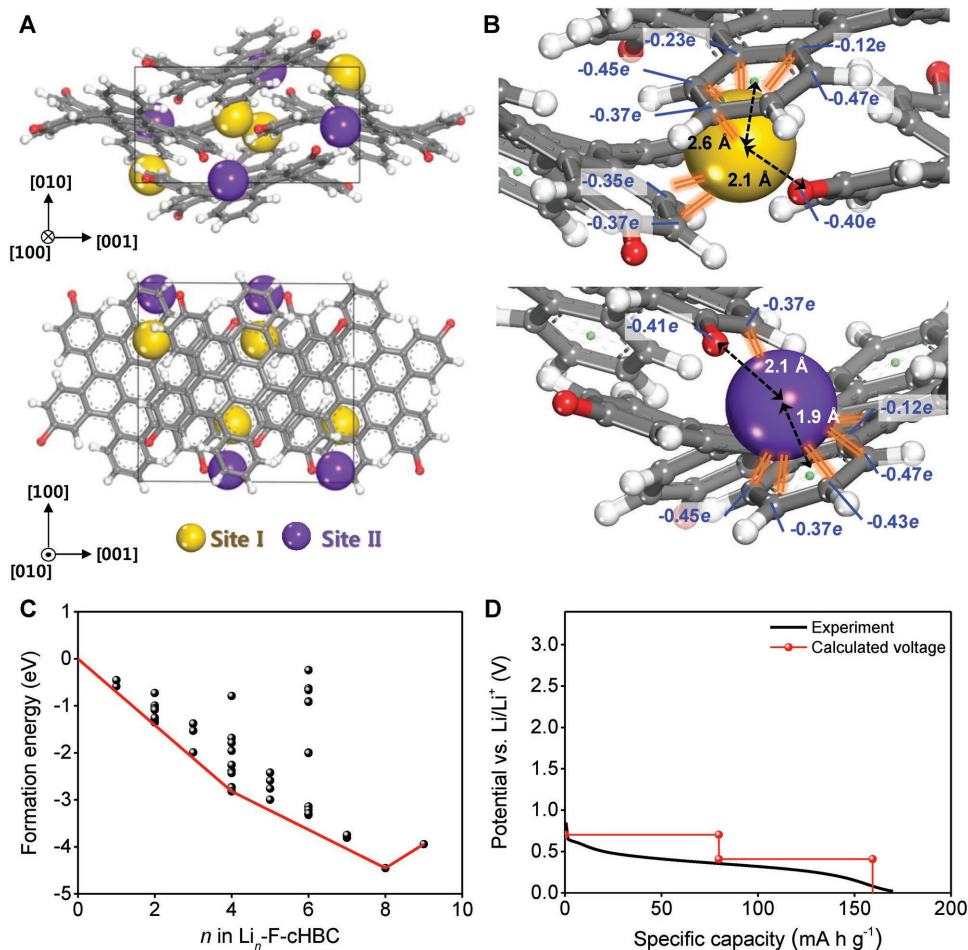 A
[010]
[100]
[001]
[100]
[010]
[001]
Site I
Site II
B
-0.23e
-0.12e
-0.45e
-0.47e
-0.37e
2.6 Å
2.1 Å
-0.35e
-0.37e
-0.40e
-0.37e
-0.41e
2.1 Å
1.9 Å
-0.12e
-0.47e
-0.45e
-0.43e
-0.37e
C
Formation energy (eV)
1
0
-1
-2
-3
-4
-5
0 2 4 6 8 10
n in Liₙ-F-cHBC
D
Potential vs. Li/Li⁺ (V)
3.0
2.5
2.0
1.5
1.0
0.5
0.0
Experiment
Calculated voltage
0 50 100 150 200
Specific capacity (mA h g⁻¹)